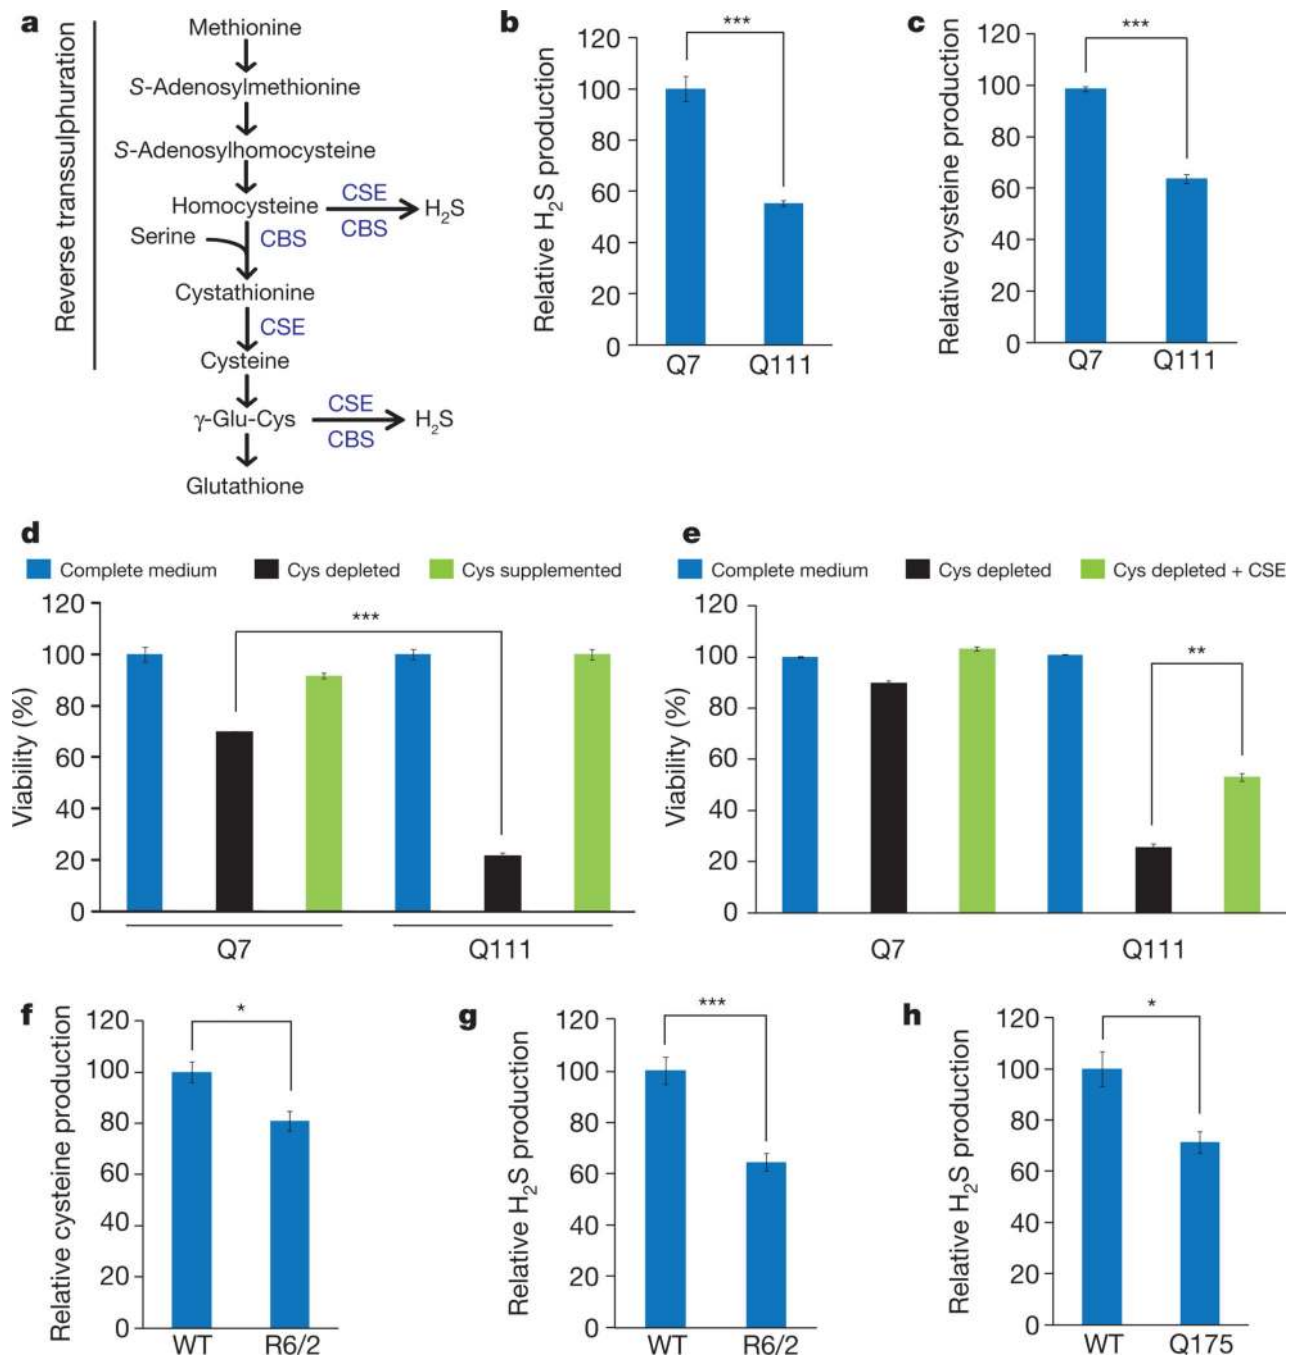 a
Reverse transsulphuration
Methionine
S-Adenosylmethionine
S-Adenosylhomocysteine
Homocysteine
CSE
CBS
H2S
Serine
CBS
Cystathionine
CSE
Cysteine
γ-Glu-Cys
CSE
CBS
H2S
Glutathione
b
***
Relative H2S production
120
100
80
60
40
20
0
Q7 Q111
c
***
Relative cysteine production
120
100
80
60
40
20
0
Q7 Q111
d
Complete medium Cys depleted Cys supplemented
***
Viability (%)
120
100
80
60
40
20
0
Q7 Q111
e
Complete medium Cys depleted Cys depleted + CSE
**
Viability (%)
120
100
80
60
40
20
0
Q7 Q111
f
*
Relative cysteine production
120
100
80
60
40
20
0
WT R6/2
g
***
Relative H2S production
120
100
80
60
40
20
0
WT R6/2
h
*
Relative H2S production
120
100
80
60
40
20
0
WT Q175